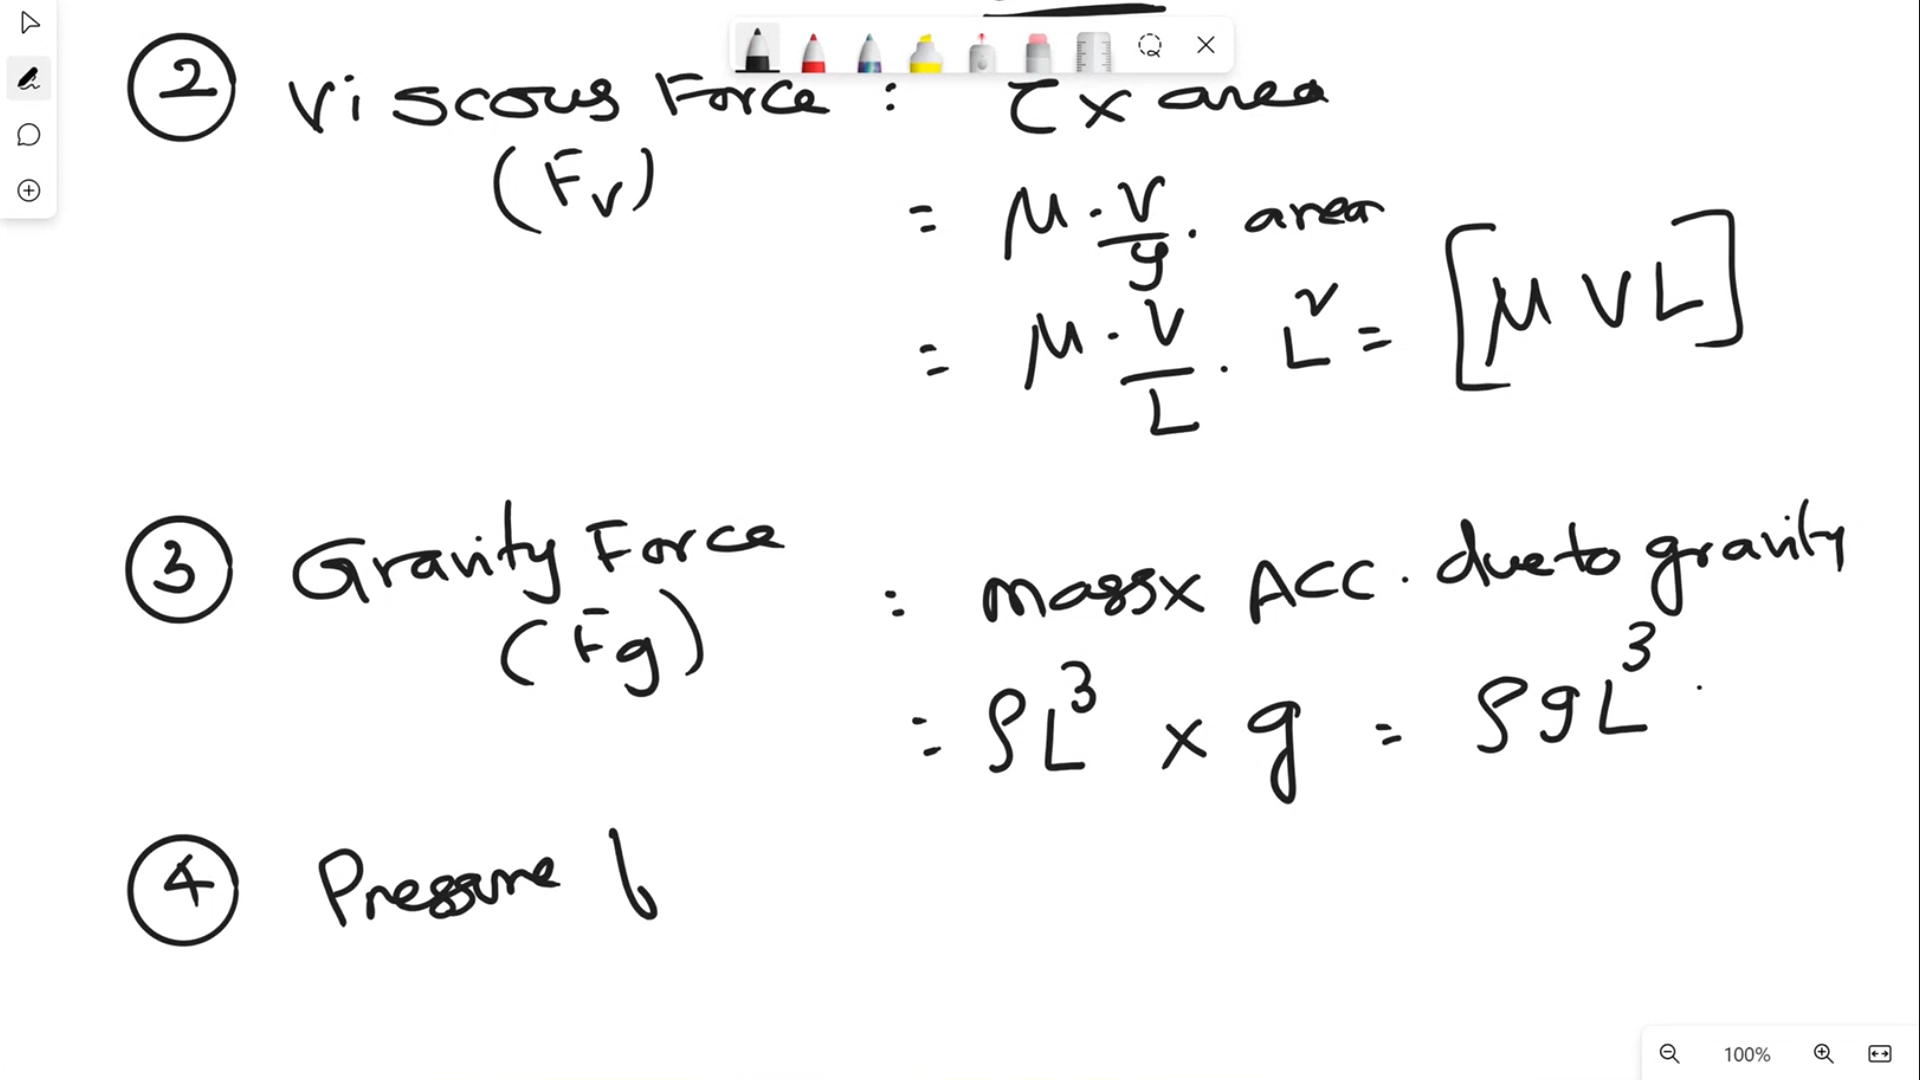 ② Viscous Force : τ × area
(Fv)
= μ · V/y · area
= μ · V/L · L² = [μ V L]
③ Gravity Force : mass × Acc. due to gravity
(Fg)
= ρL³ × g = ρgL³ ·
④ Pressure
100%